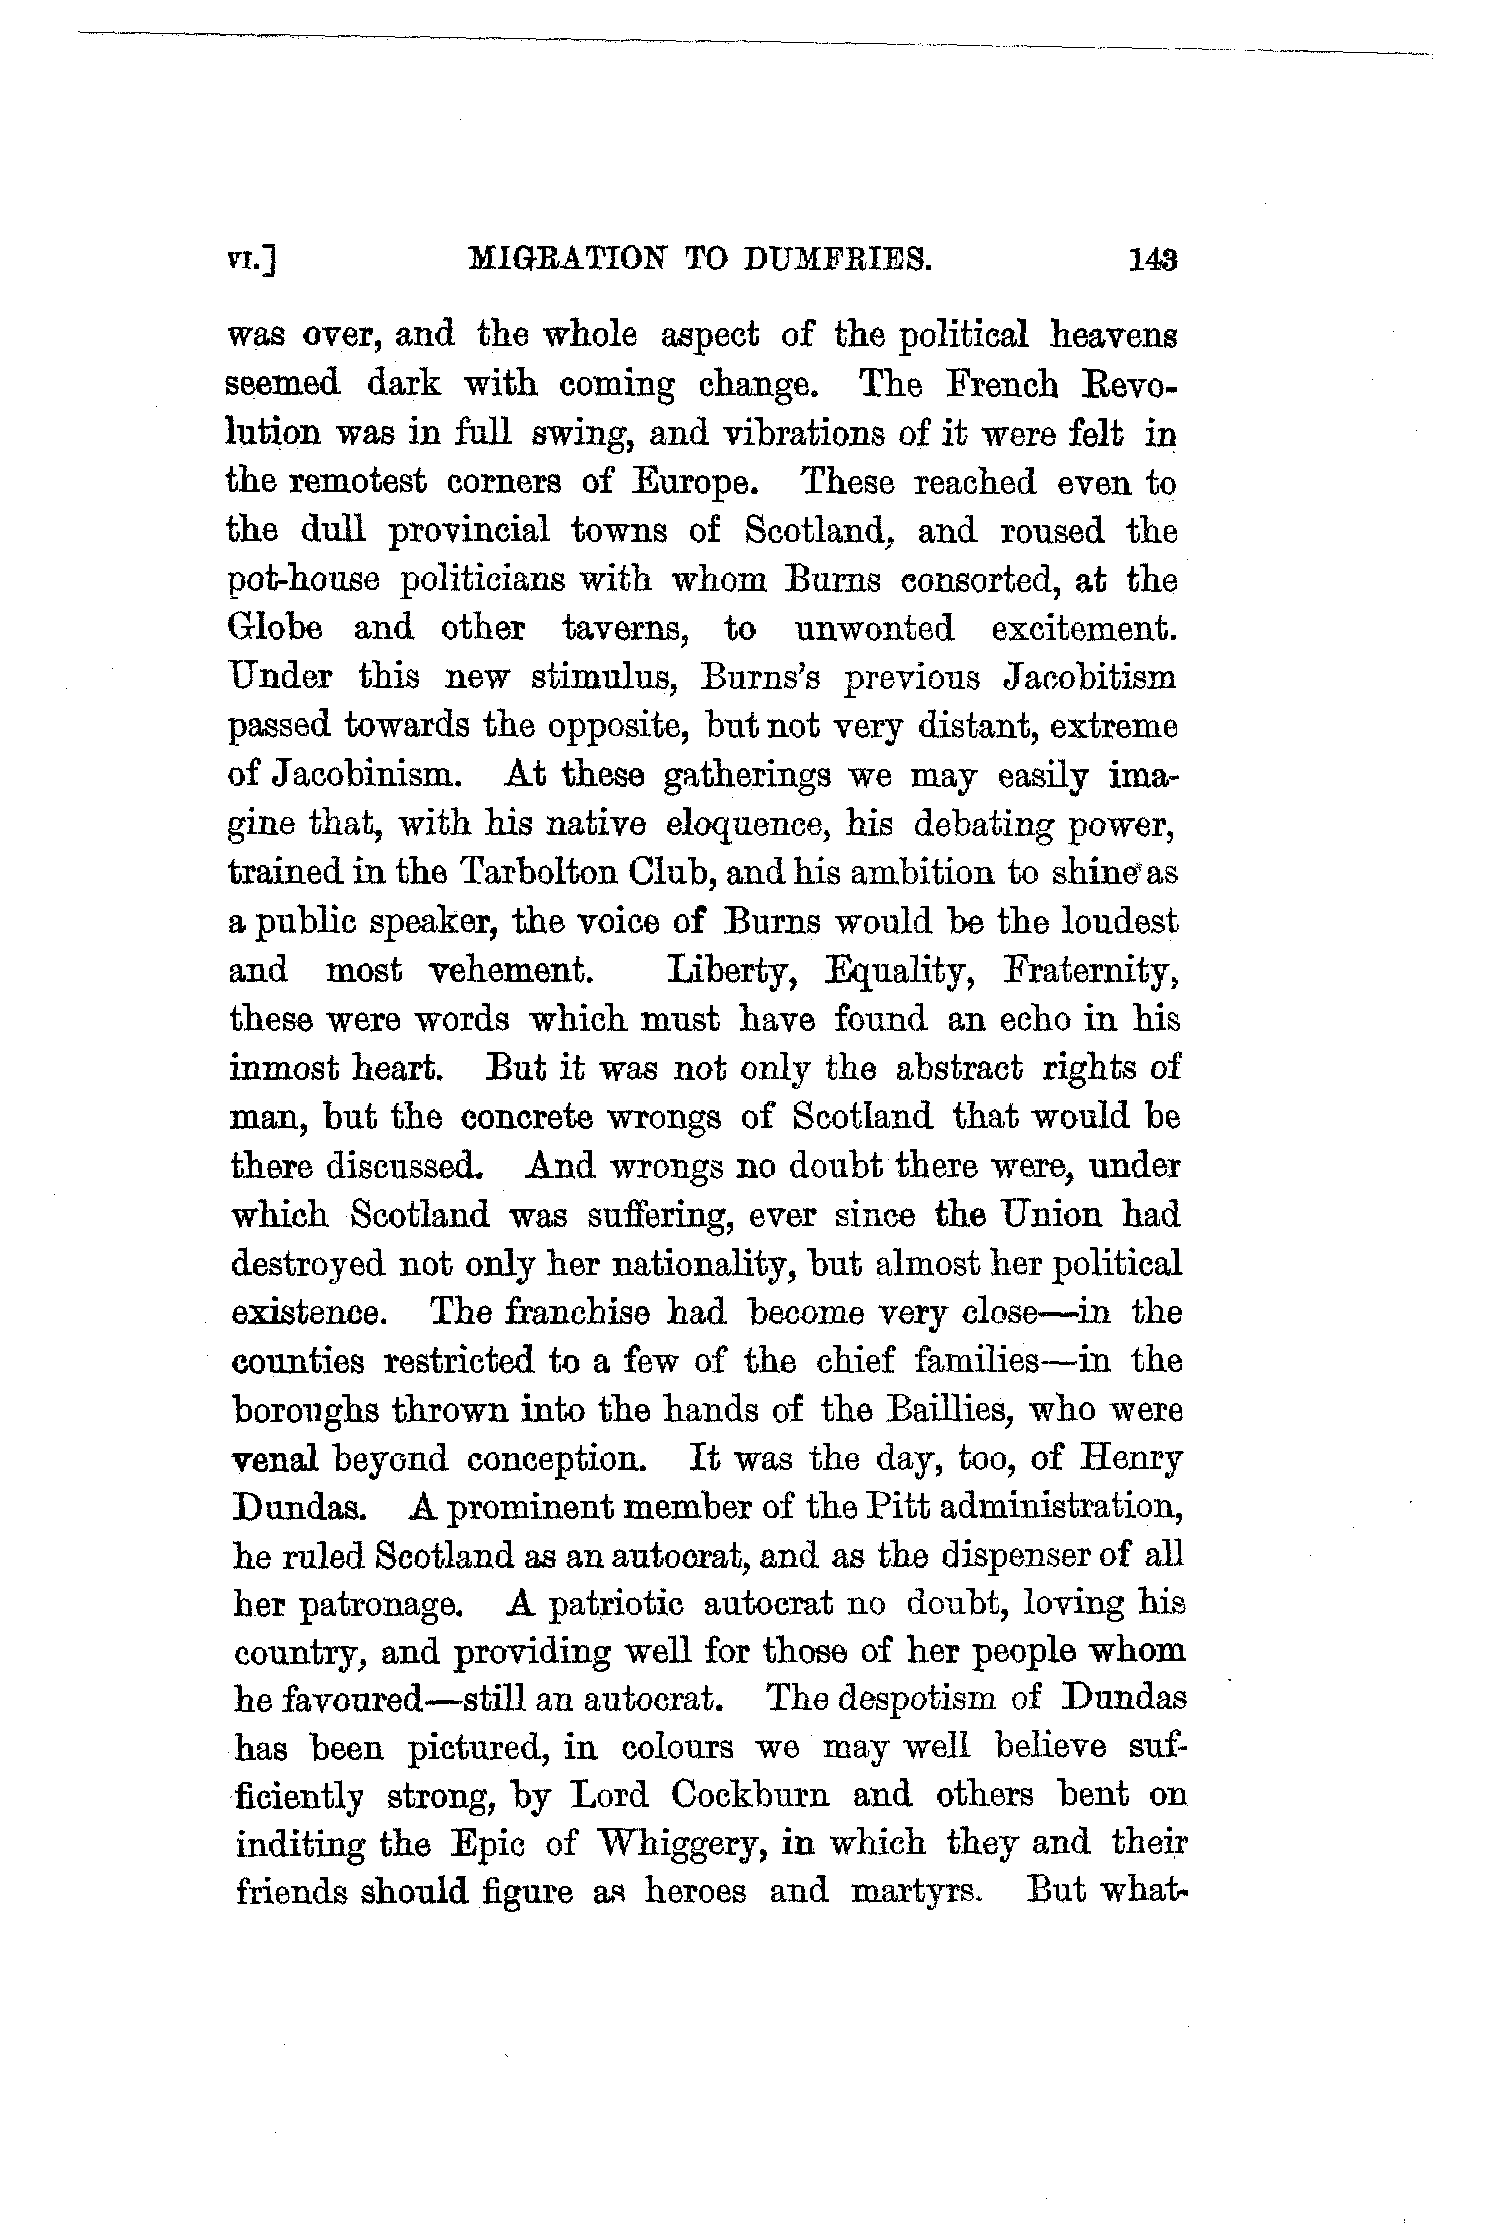 VI.] MIGRATION TO DUMFRIES. 143
was over, and the whole aspect of the political heavens
seemed dark with coming change. The French Revo-
lution was in full swing, and vibrations of it were felt in
the remotest corners of Europe. These reached even to
the dull provincial towns of Scotland, and roused the
pot-house politicians with whom Burns consorted, at the
Globe and other taverns, to unwonted excitement.
Under this new stimulus, Burns's previous Jacobitism
passed towards the opposite, but not very distant, extreme
of Jacobinism. At these gatherings we may easily ima-
gine that, with his native eloquence, his debating power,
trained in the Tarbolton Club, and his ambition to shine as
a public speaker, the voice of Burns would be the loudest
and most vehement. Liberty, Equality, Fraternity,
these were words which must have found an echo in his
inmost heart. But it was not only the abstract rights of
man, but the concrete wrongs of Scotland that would be
there discussed. And wrongs no doubt there were, under
which Scotland was suffering, ever since the Union had
destroyed not only her nationality, but almost her political
existence. The franchise had become very close—in the
counties restricted to a few of the chief families—in the
boroughs thrown into the hands of the Baillies, who were
venal beyond conception. It was the day, too, of Henry
Dundas. A prominent member of the Pitt administration,
he ruled Scotland as an autocrat, and as the dispenser of all
her patronage. A patriotic autocrat no doubt, loving his
country, and providing well for those of her people whom
he favoured—still an autocrat. The despotism of Dundas
has been pictured, in colours we may well believe suf-
ficiently strong, by Lord Cockburn and others bent on
inditing the Epic of Whiggery, in which they and their
friends should figure as heroes and martyrs. But what-